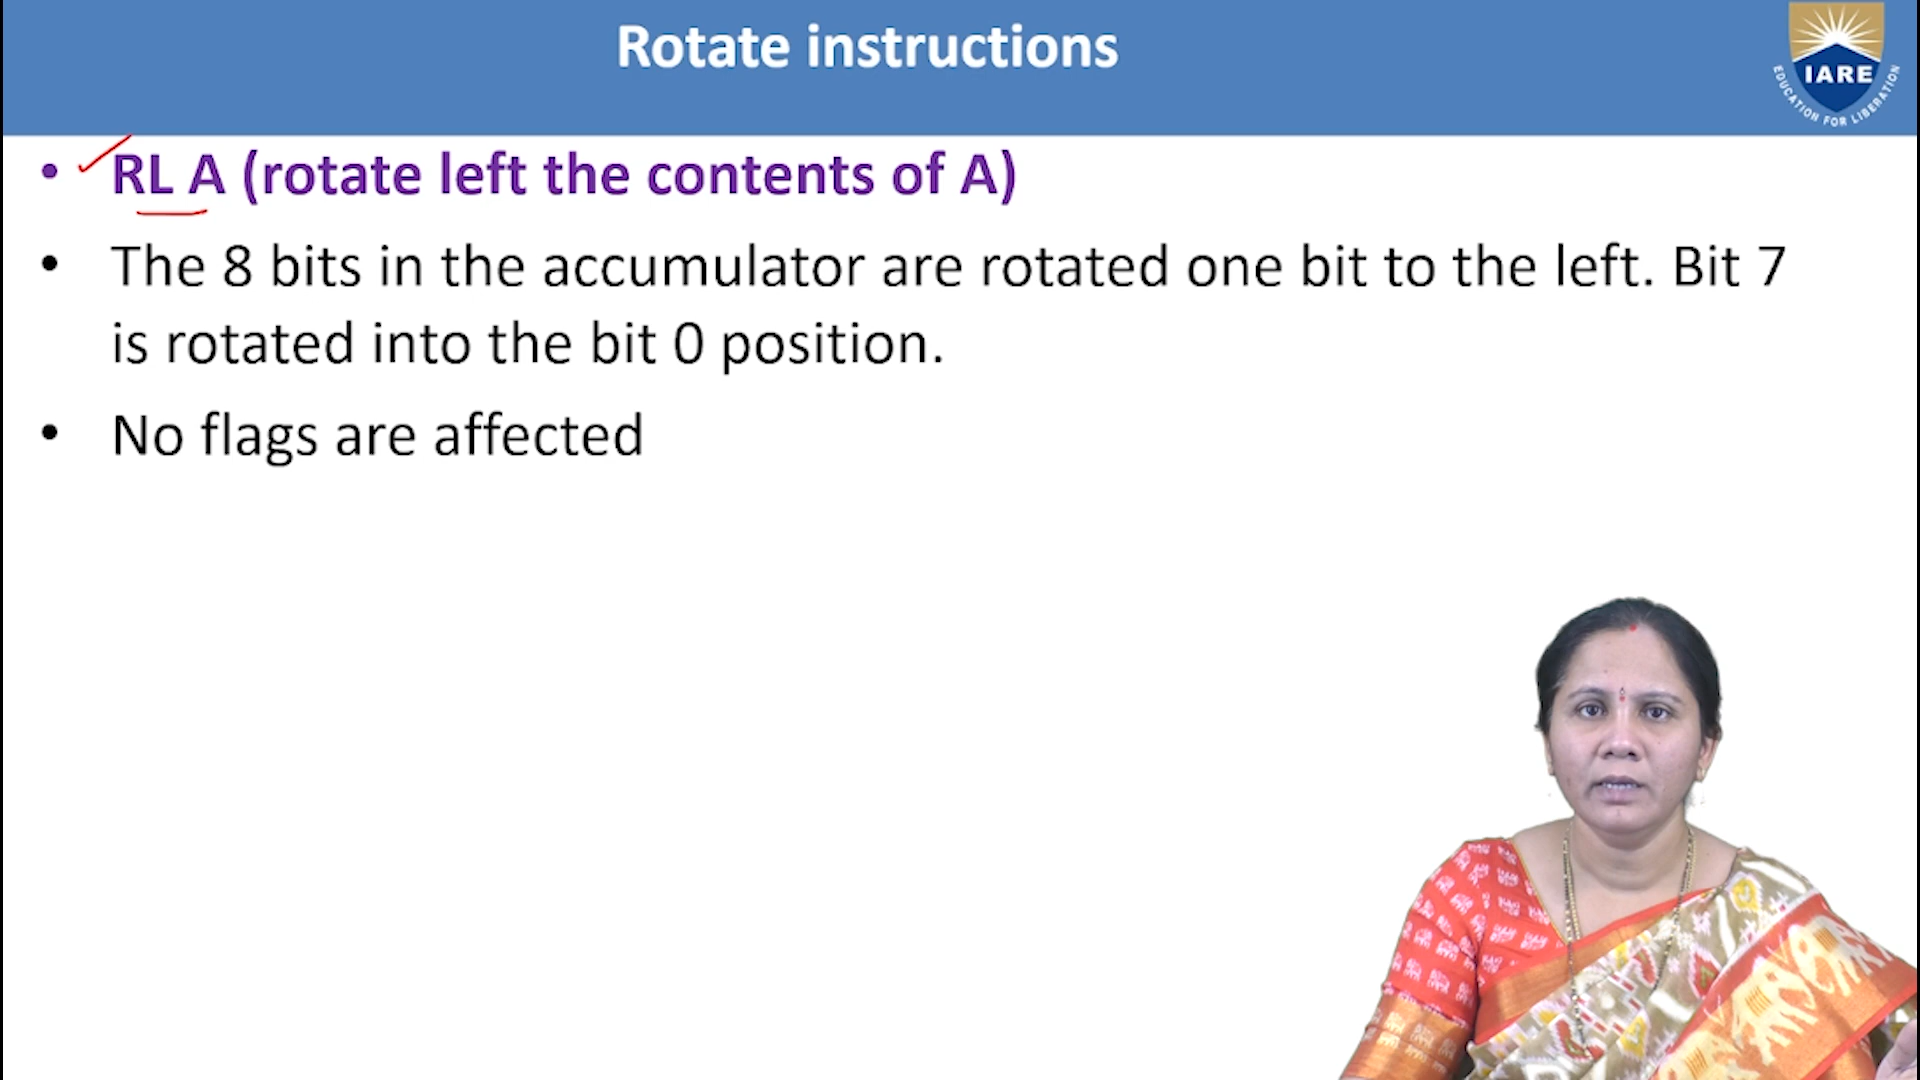 Rotate instructions
IARE
EDUCATION FOR LIBERATION
• RL A (rotate left the contents of A)
• The 8 bits in the accumulator are rotated one bit to the left. Bit 7
is rotated into the bit 0 position.
• No flags are affected